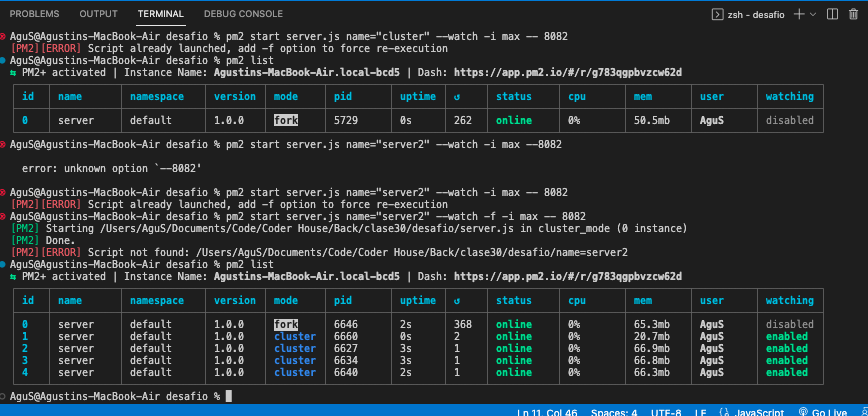 PROBLEMS OUTPUT TERMINAL DEBUG CONSOLE zsh - desafio
AguS@Agustins-MacBook-Air desafio % pm2 start server.js name="cluster" --watch -i max -- 8082
[PM2][ERROR] Script already launched, add -f option to force re-execution
AguS@Agustins-MacBook-Air desafio % pm2 list
⇆ PM2+ activated | Instance Name: Agustins-MacBook-Air.local-bcd5 | Dash: https://app.pm2.io/#/r/g783qgpbvzcw62d
id name namespace version mode pid uptime ↺ status cpu mem user watching
0 server default 1.0.0 fork 5729 0s 262 online 0% 50.5mb AguS disabled
AguS@Agustins-MacBook-Air desafio % pm2 start server.js name="server2" --watch -i max --8082
error: unknown option `--8082'
AguS@Agustins-MacBook-Air desafio % pm2 start server.js name="server2" --watch -i max -- 8082
[PM2][ERROR] Script already launched, add -f option to force re-execution
AguS@Agustins-MacBook-Air desafio % pm2 start server.js name="server2" --watch -f -i max -- 8082
[PM2] Starting /Users/AguS/Documents/Code/Coder House/Back/clase30/desafio/server.js in cluster_mode (0 instance)
[PM2] Done.
[PM2][ERROR] Script not found: /Users/AguS/Documents/Code/Coder House/Back/clase30/desafio/name=server2
AguS@Agustins-MacBook-Air desafio % pm2 list
⇆ PM2+ activated | Instance Name: Agustins-MacBook-Air.local-bcd5 | Dash: https://app.pm2.io/#/r/g783qgpbvzcw62d
id name namespace version mode pid uptime ↺ status cpu mem user watching
0 server default 1.0.0 fork 6646 2s 368 online 0% 65.3mb AguS disabled
1 server default 1.0.0 cluster 6660 0s 2 online 0% 20.7mb AguS enabled
2 server default 1.0.0 cluster 6627 3s 1 online 0% 66.9mb AguS enabled
3 server default 1.0.0 cluster 6634 3s 1 online 0% 66.8mb AguS enabled
4 server default 1.0.0 cluster 6640 2s 1 online 0% 66.3mb AguS enabled
AguS@Agustins-MacBook-Air desafio %
Ln 11, Col 46 Spaces: 4 UTF-8 LF JavaScript Go Live